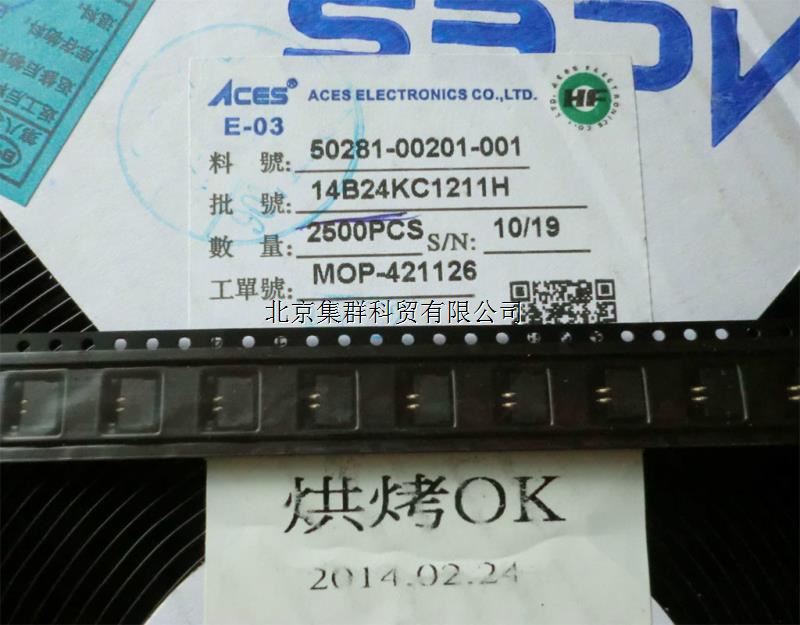 ACES
ACES® ACES ELECTRONICS CO.,LTD. HF
E-03
料 號: 50281-00201-001
批 號: 14B24KC1211H
數 量: 2500PCS S/N: 10/19
工單號: MOP-421126
北京集群科贸有限公司
烘烤OK
2014.02.24